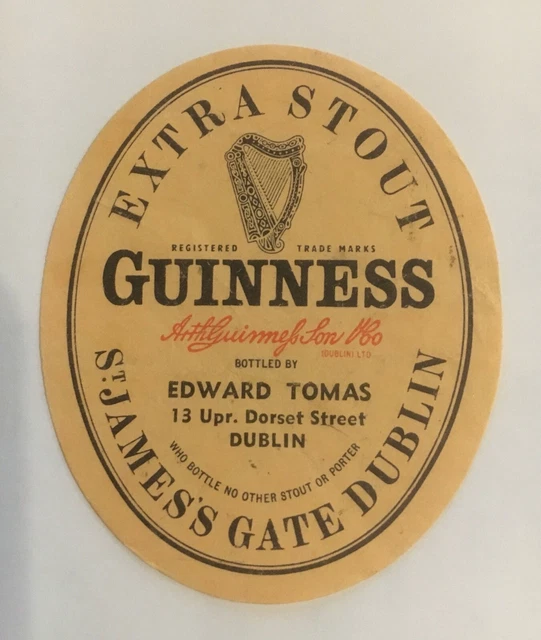 EXTRA STOUT
REGISTERED TRADE MARKS
GUINNESS
Arth Guinness Son & Co
(DUBLIN) LTD
BOTTLED BY
EDWARD TOMAS
13 Upr. Dorset Street
DUBLIN
WHO BOTTLE NO OTHER STOUT OR PORTER
ST. JAMES'S GATE DUBLIN